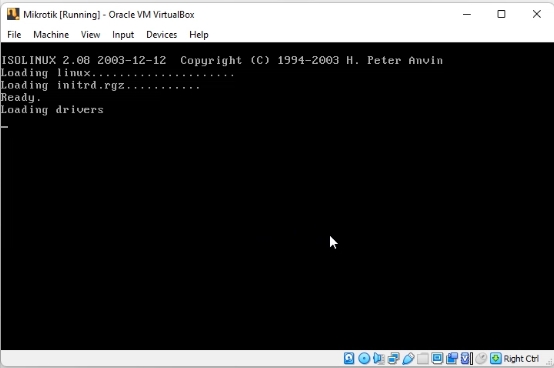 Mikrotik [Running] - Oracle VM VirtualBox
File Machine View Input Devices Help
ISOLINUX 2.08 2003-12-12 Copyright (C) 1994-2003 H. Peter Anvin
Loading linux.....................
Loading initrd.rgz...........
Ready.
Loading drivers
Right Ctrl